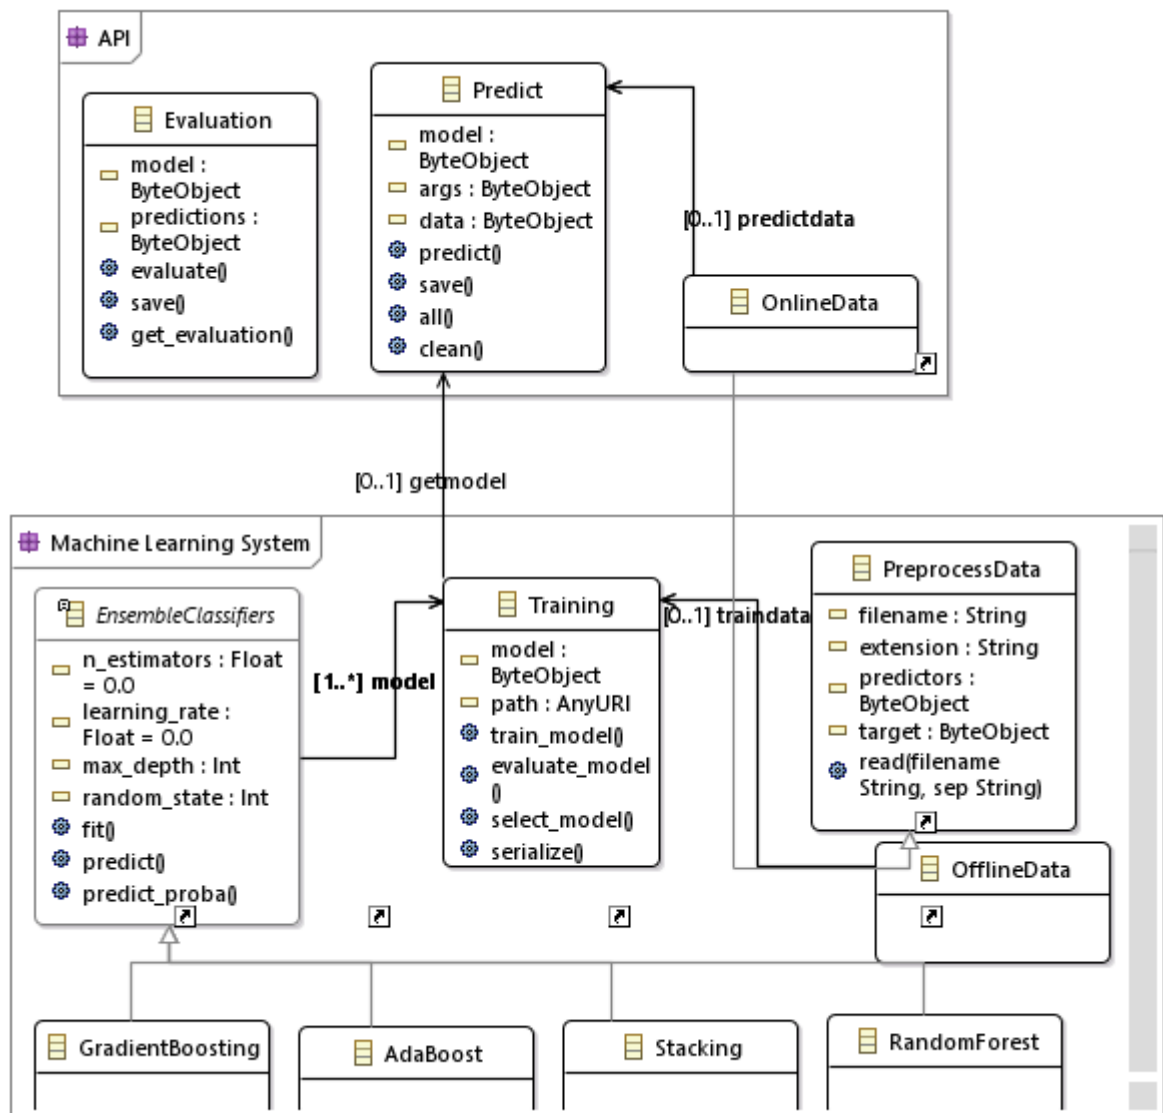 API
Evaluation
model :
ByteObject
predictions :
ByteObject
evaluate()
save()
get_evaluation()
Predict
model :
ByteObject
args : ByteObject
data : ByteObject
predict()
save()
all()
clean()
[0..1] predictdata
OnlineData
[0..1] getmodel
Machine Learning System
EnsembleClassifiers
n_estimators : Float
= 0.0
learning_rate :
Float = 0.0
max_depth : Int
random_state : Int
fit()
predict()
predict_proba()
[1..*] model
Training
model :
ByteObject
path : AnyURI
train_model()
evaluate_model
()
select_model()
serialize()
[0..1] traindata
PreprocessData
filename : String
extension : String
predictors :
ByteObject
target : ByteObject
read(filename
String, sep String)
OfflineData
GradientBoosting
AdaBoost
Stacking
RandomForest